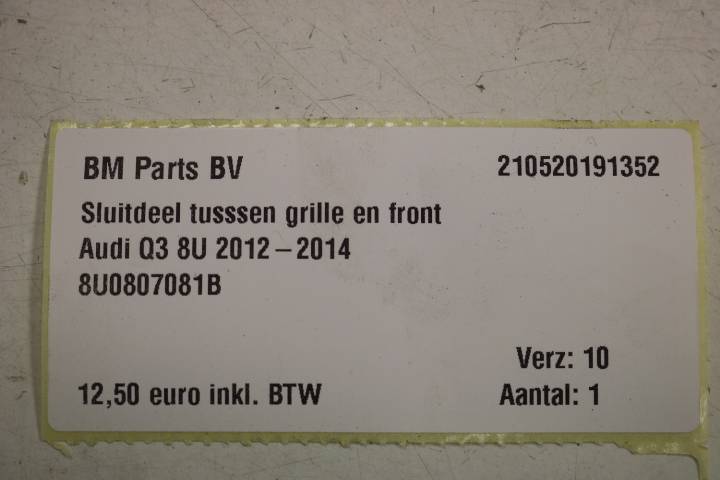 BM Parts BV 210520191352
Sluitdeel tusssen grille en front
Audi Q3 8U 2012 – 2014
8U0807081B
Verz: 10
12,50 euro inkl. BTW Aantal: 1